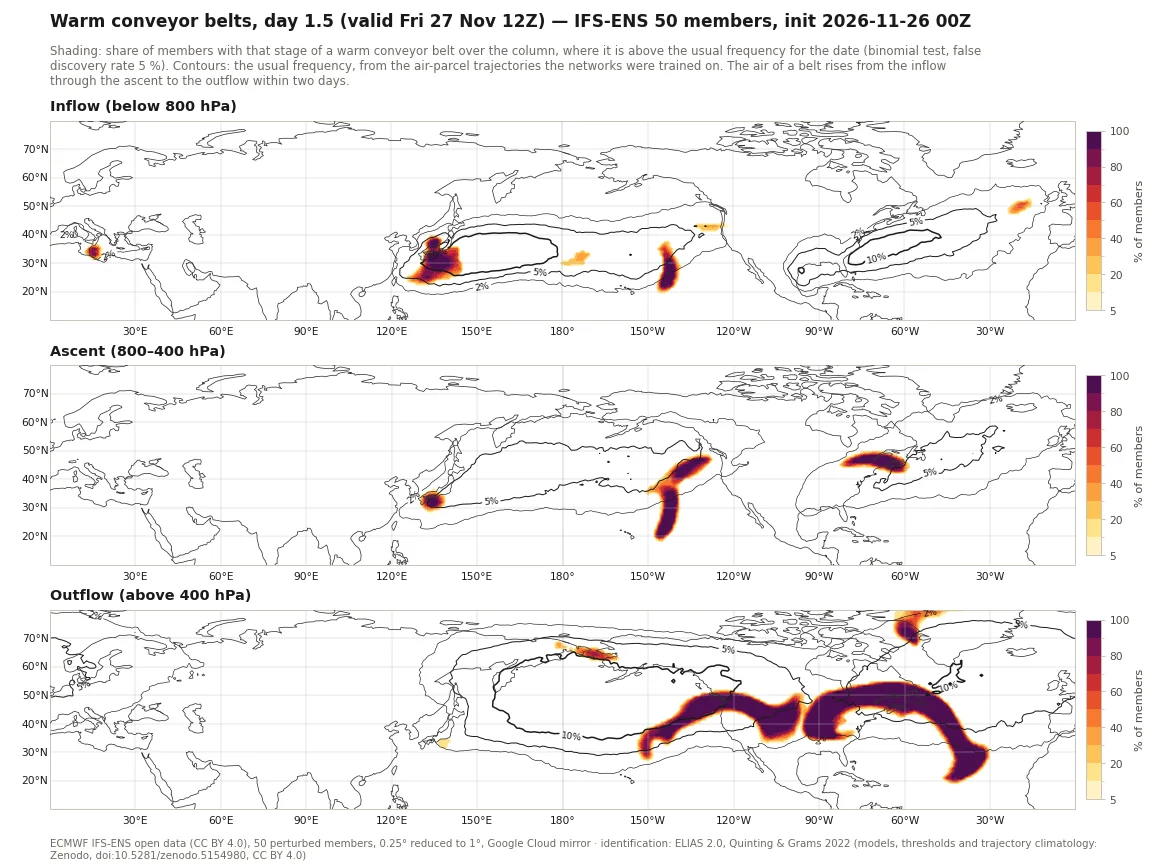 Warm conveyor belts, day 1.5 (valid Fri 27 Nov 12Z) — IFS-ENS 50 members, init 2026-11-26 00Z
Shading: share of members with that stage of a warm conveyor belt over the column, where it is above the usual frequency for the date (binomial test, false
discovery rate 5 %). Contours: the usual frequency, from the air-parcel trajectories the networks were trained on. The air of a belt rises from the inflow
through the ascent to the outflow within two days.
Inflow (below 800 hPa)
70°N
60°N
50°N
40°N
30°N
20°N
2%
5%
2%
5%
10%
30°E 60°E 90°E 120°E 150°E 180° 150°W 120°W 90°W 60°W 30°W
100
80
60
40
20
5
% of members
Ascent (800–400 hPa)
70°N
60°N
50°N
40°N
30°N
20°N
5%
2%
5%
30°E 60°E 90°E 120°E 150°E 180° 150°W 120°W 90°W 60°W 30°W
100
80
60
40
20
5
% of members
Outflow (above 400 hPa)
70°N
60°N
50°N
40°N
30°N
20°N
5%
10%
2%
5%
10%
30°E 60°E 90°E 120°E 150°E 180° 150°W 120°W 90°W 60°W 30°W
100
80
60
40
20
5
% of members
ECMWF IFS-ENS open data (CC BY 4.0), 50 perturbed members, 0.25° reduced to 1°, Google Cloud mirror · identification: ELIAS 2.0, Quinting & Grams 2022 (models, thresholds and trajectory climatology:
Zenodo, doi:10.5281/zenodo.5154980, CC BY 4.0)